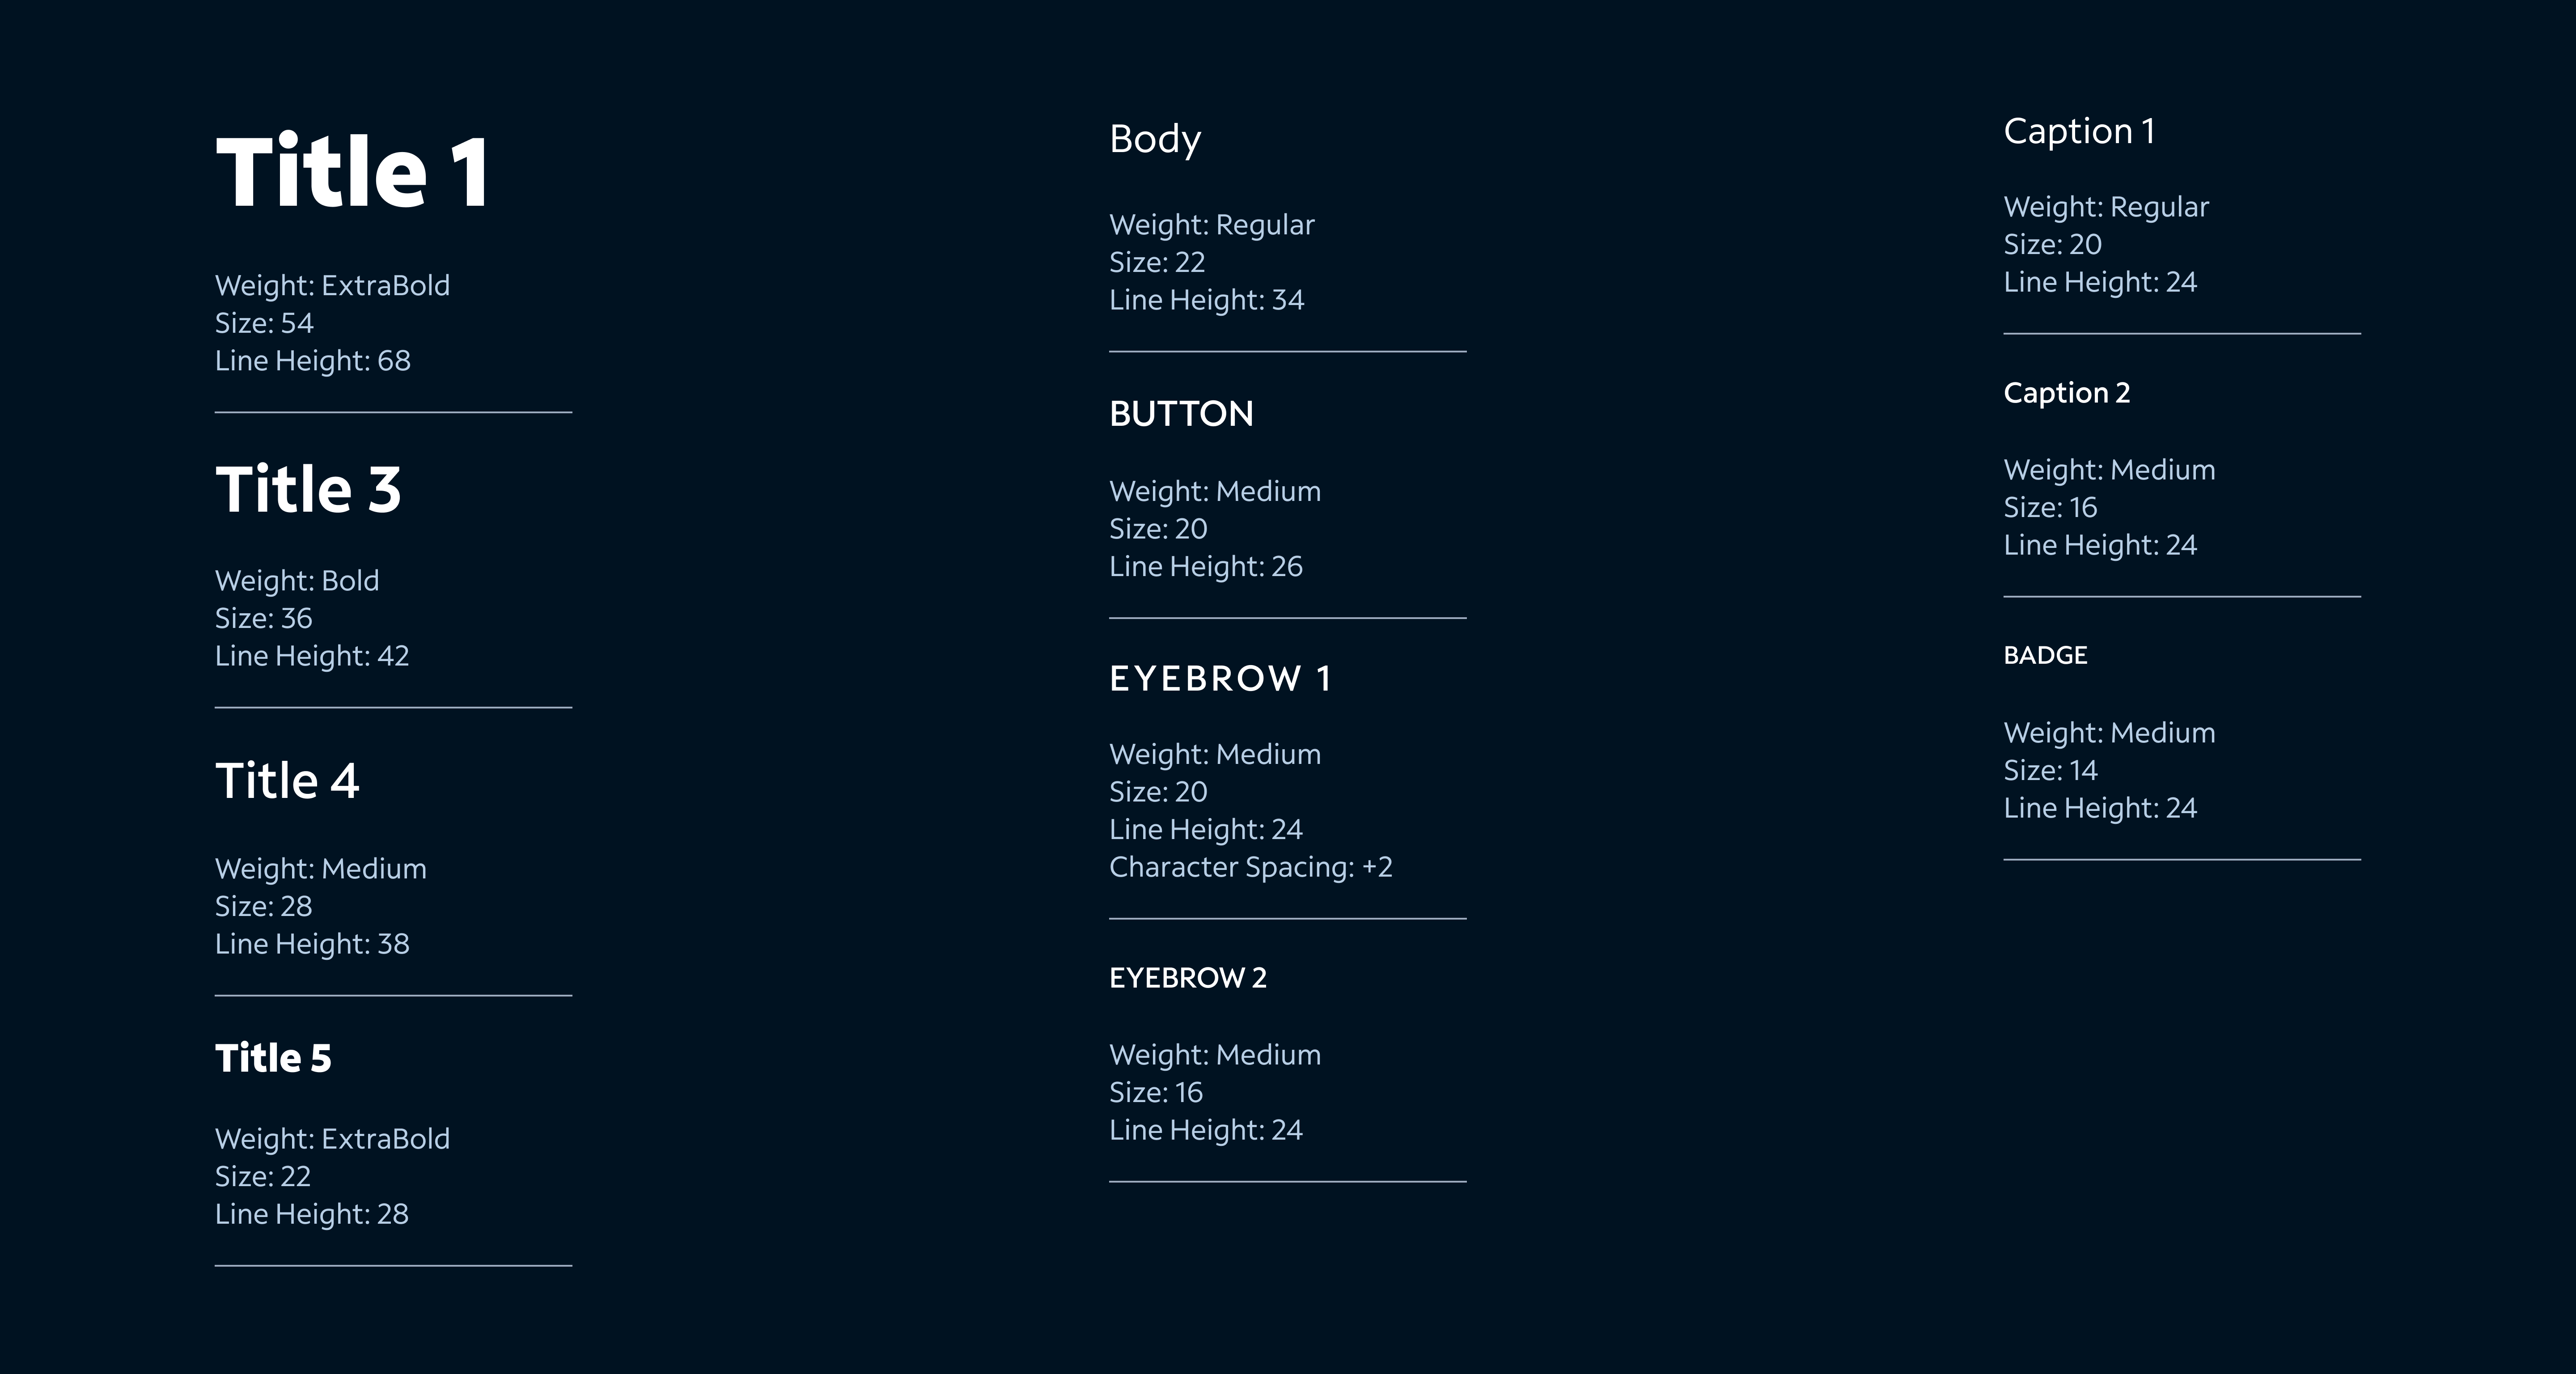 Title 1
Weight: ExtraBold
Size: 54
Line Height: 68
Title 3
Weight: Bold
Size: 36
Line Height: 42
Title 4
Weight: Medium
Size: 28
Line Height: 38
Title 5
Weight: ExtraBold
Size: 22
Line Height: 28
Body
Weight: Regular
Size: 22
Line Height: 34
BUTTON
Weight: Medium
Size: 20
Line Height: 26
EYEBROW 1
Weight: Medium
Size: 20
Line Height: 24
Character Spacing: +2
EYEBROW 2
Weight: Medium
Size: 16
Line Height: 24
Caption 1
Weight: Regular
Size: 20
Line Height: 24
Caption 2
Weight: Medium
Size: 16
Line Height: 24
BADGE
Weight: Medium
Size: 14
Line Height: 24